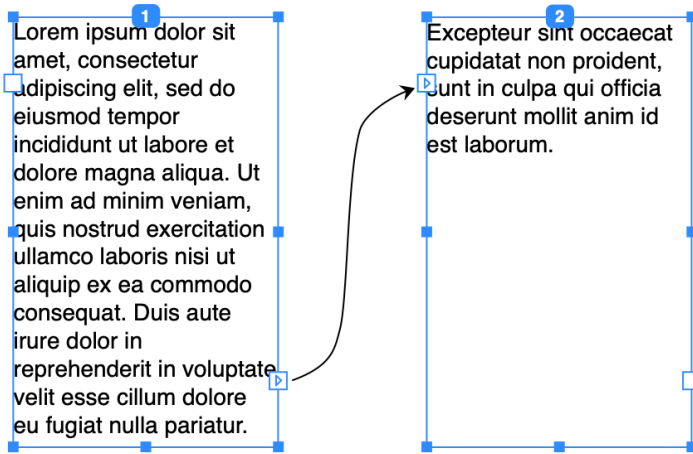 1
Lorem ipsum dolor sit
amet, consectetur
adipiscing elit, sed do
eiusmod tempor
incididunt ut labore et
dolore magna aliqua. Ut
enim ad minim veniam,
quis nostrud exercitation
ullamco laboris nisi ut
aliquip ex ea commodo
consequat. Duis aute
irure dolor in
reprehenderit in voluptate
velit esse cillum dolore
eu fugiat nulla pariatur.
2
Excepteur sint occaecat
cupidatat non proident,
sunt in culpa qui officia
deserunt mollit anim id
est laborum.